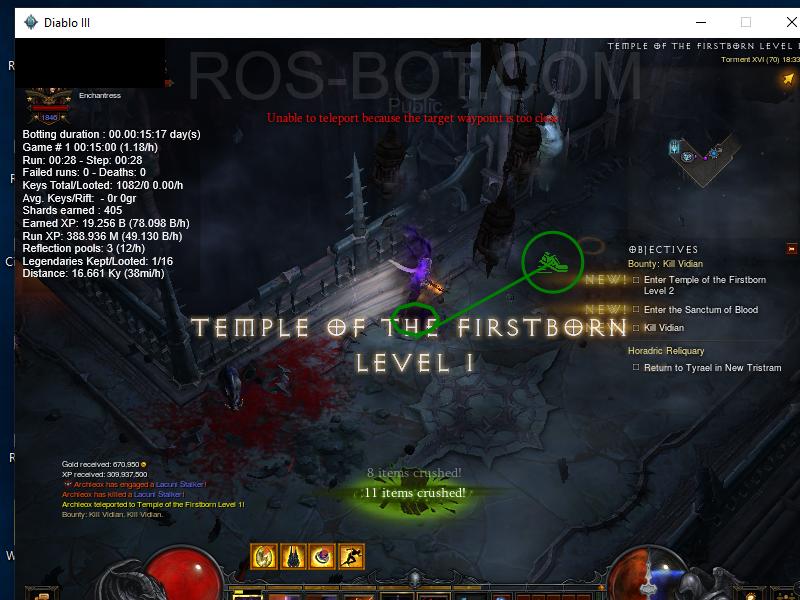 Diablo III
TEMPLE OF THE FIRSTBORN LEVEL 1
Torment XVI (70) 18:33
ROS-BOT.COM
Public
Enchantress
1846
Unable to teleport because the target waypoint is too close.
Botting duration : 00.00:15:17 day(s)
Game # 1 00:15:00 (1.18/h)
Run: 00:28 - Step: 00:28
Failed runs: 0 - Deaths: 0
Keys Total/Looted: 1082/0 0.00/h
Avg. Keys/Rift: - 0r 0gr
Shards earned : 405
Earned XP: 19.256 B (78.098 B/h)
Run XP: 388.936 M (49.130 B/h)
Reflection pools: 3 (12/h)
Legendaries Kept/Looted: 1/16
Distance: 16.661 Ky (38mi/h)
OBJECTIVES
Bounty: Kill Vidian
NEW! Enter Temple of the Firstborn
Level 2
NEW! Enter the Sanctum of Blood
Kill Vidian
Horadric Reliquary
Return to Tyrael in New Tristram
TEMPLE OF THE FIRSTBORN
LEVEL 1
8 items crushed!
11 items crushed!
Gold received: 670,950
XP received: 309,937,500
Archieox has engaged a Lacuni Stalker!
Archieox has killed a Lacuni Stalker!
Archieox teleported to Temple of the Firstborn Level 1!
Bounty: Kill Vidian. Kill Vidian.